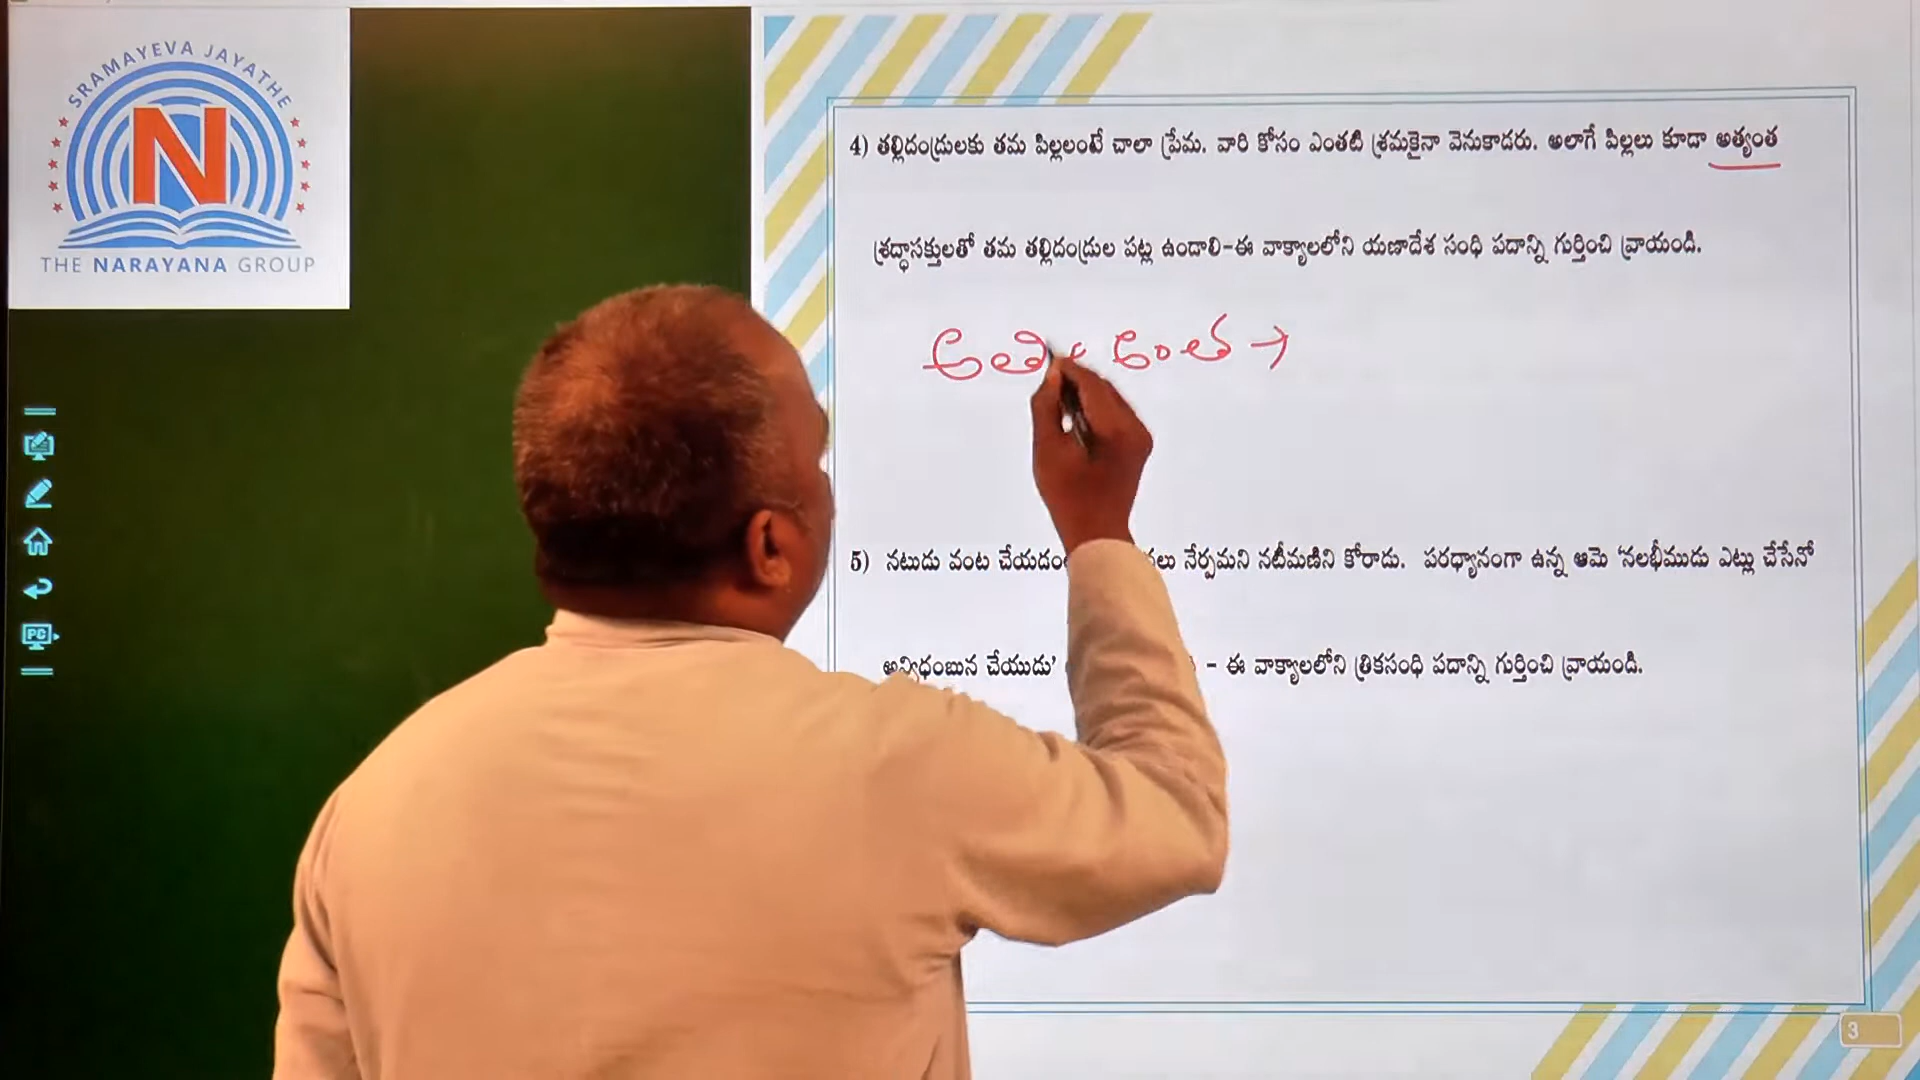 SRAMAYEVA JAYATHE
N
THE NARAYANA GROUP
4) తల్లిదండ్రులకు తమ పిల్లలంటే చాలా ప్రేమ. వారి కోసం ఎంతటి శ్రమకైనా వెనుకాడరు. అలాగే పిల్లలు కూడా అత్యంత
శ్రద్ధాసక్తులతో తమ తల్లిదండ్రుల పట్ల ఉండాలి-ఈ వాక్యాలలోని యణాదేశ సంధి పదాన్ని గుర్తించి వ్రాయండి.
అతి + అంత →
5) నటుడు వంట చేయడం నేర్పమని నటీమణిని కోరాడు. పరధ్యానంగా ఉన్న ఆమె 'నలభీముడు ఎట్లు చేసేనో
అవ్విధంబున చేయుడు' - ఈ వాక్యాలలోని త్రికసంధి పదాన్ని గుర్తించి వ్రాయండి.
PC
3